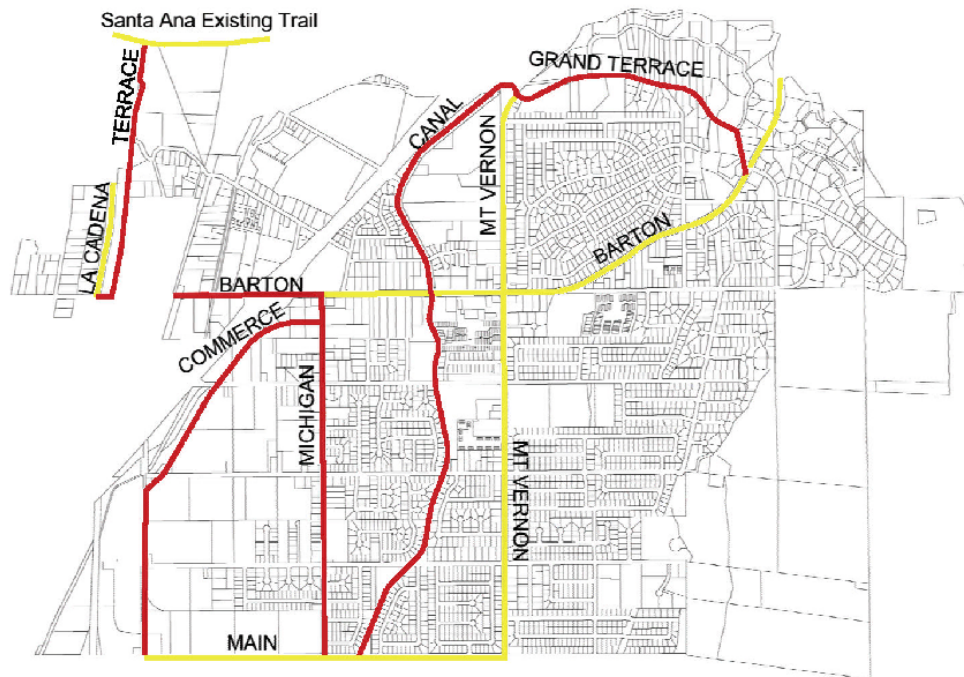 Santa Ana Existing Trail
TERRACE
GRAND TERRACE
CANAL
MT VERNON
LA CADENA
BARTON
BARTON
COMMERCE
MICHIGAN
MT VERNON
MAIN